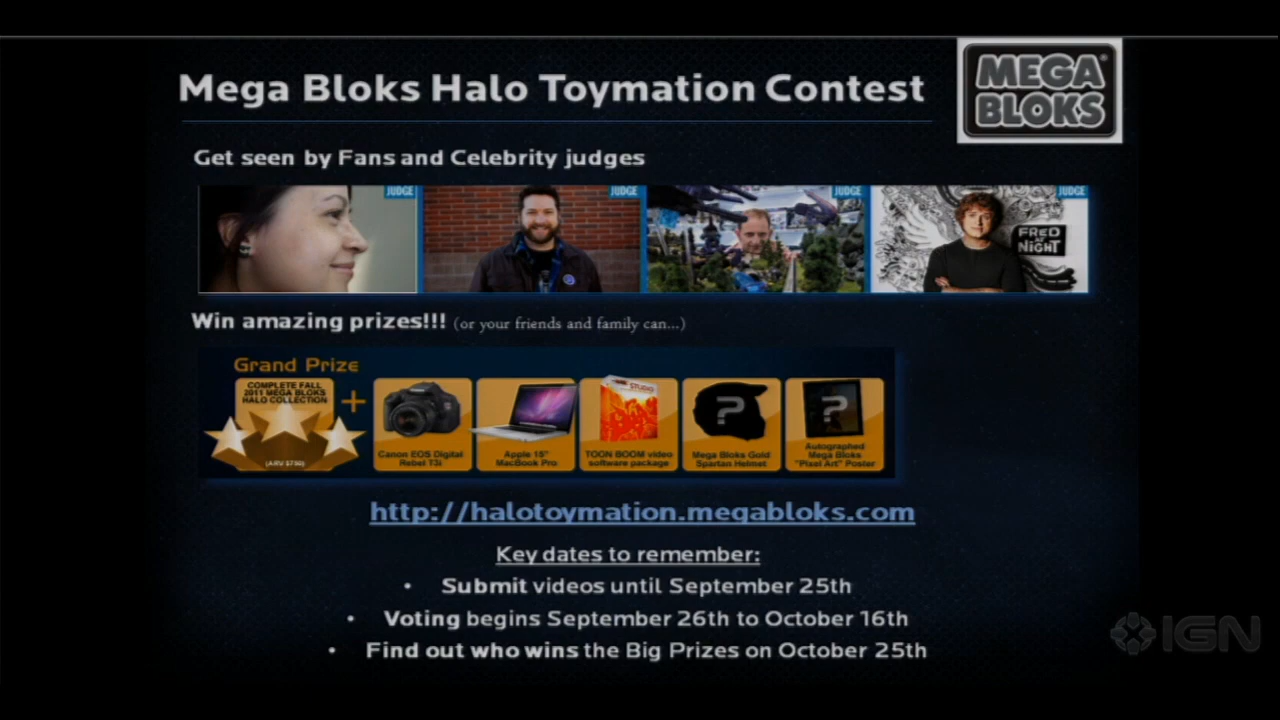 Mega Bloks Halo Toymation Contest
MEGA
BLOKS
Get seen by Fans and Celebrity judges
JUDGE
JUDGE
JUDGE
JUDGE
FRED
AT
NIGHT
Win amazing prizes!!! (or your friends and family can...)
Grand Prize
COMPLETE FALL
2011 MEGA BLOKS
HALO COLLECTION
(ARV $750)
+
Canon EOS Digital
Rebel T3i
Apple 15"
MacBook Pro
STUDIO
TOON BOOM video
software package
?
Mega Bloks Gold
Spartan Helmet
?
Autographed
Mega Bloks
"Pixel Art" Poster
http://halotoymation.megabloks.com
Key dates to remember:
• Submit videos until September 25th
• Voting begins September 26th to October 16th
• Find out who wins the Big Prizes on October 25th
IGN